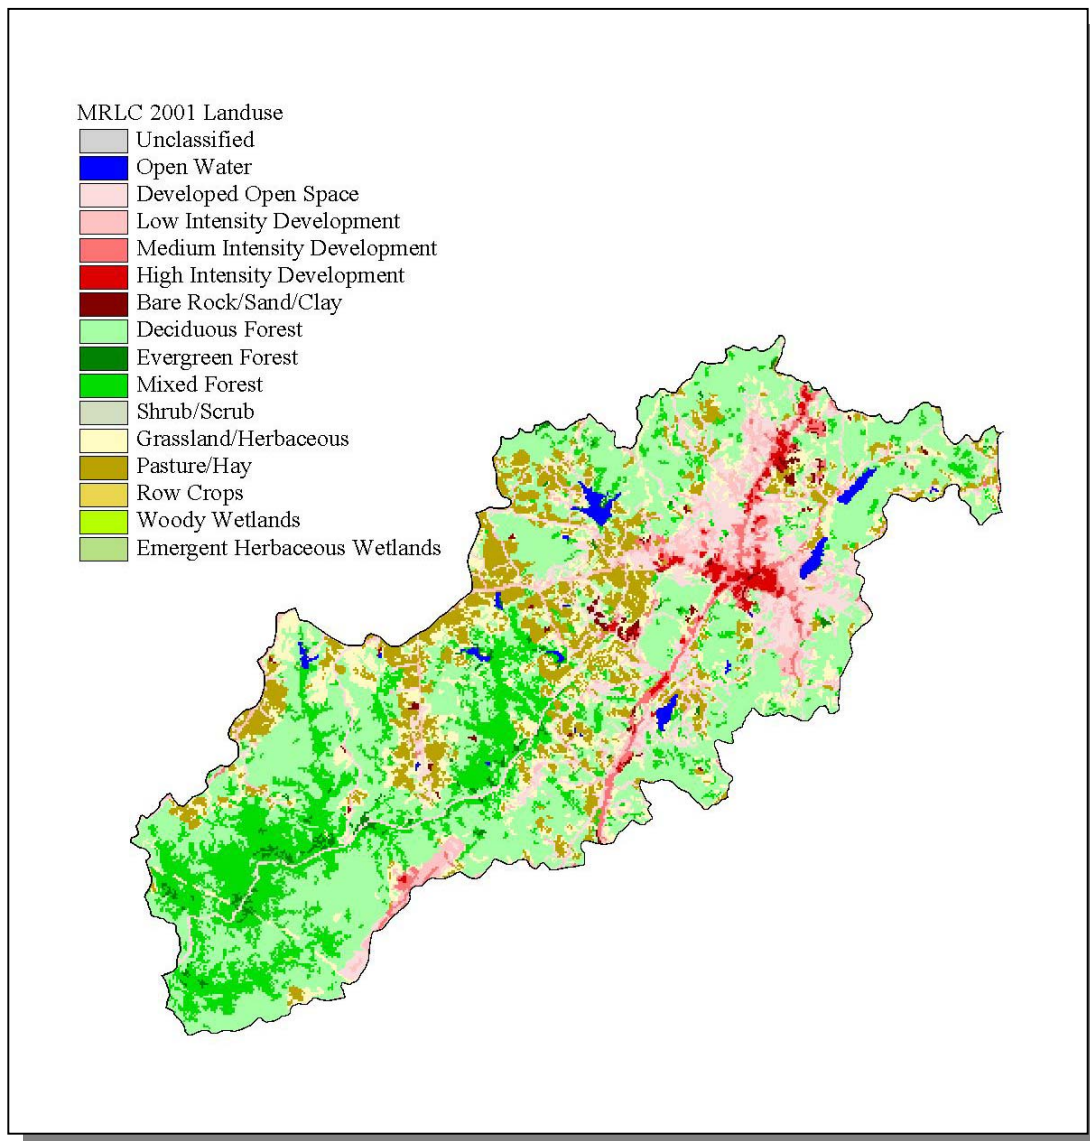 MRLC 2001 Landuse
Unclassified
Open Water
Developed Open Space
Low Intensity Development
Medium Intensity Development
High Intensity Development
Bare Rock/Sand/Clay
Deciduous Forest
Evergreen Forest
Mixed Forest
Shrub/Scrub
Grassland/Herbaceous
Pasture/Hay
Row Crops
Woody Wetlands
Emergent Herbaceous Wetlands